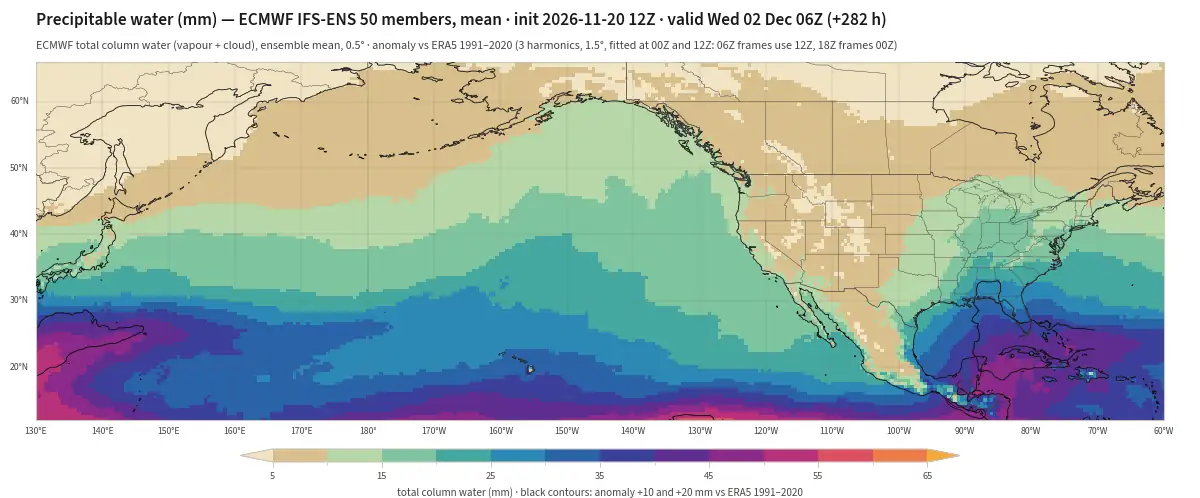 Precipitable water (mm) — ECMWF IFS-ENS 50 members, mean · init 2026-11-20 12Z · valid Wed 02 Dec 06Z (+282 h)
ECMWF total column water (vapour + cloud), ensemble mean, 0.5° · anomaly vs ERA5 1991–2020 (3 harmonics, 1.5°, fitted at 00Z and 12Z: 06Z frames use 12Z, 18Z frames 00Z)
60°N
50°N
40°N
30°N
20°N
130°E 140°E 150°E 160°E 170°E 180° 170°W 160°W 150°W 140°W 130°W 120°W 110°W 100°W 90°W 80°W 70°W 60°W
5 15 25 35 45 55 65
total column water (mm) · black contours: anomaly +10 and +20 mm vs ERA5 1991–2020